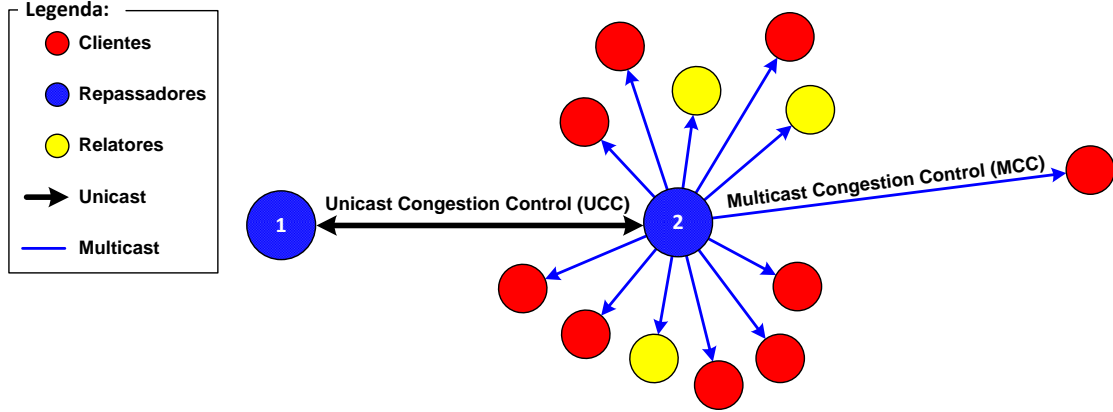 Legenda:
Clientes
Repassadores
Relatores
Unicast
Multicast
1
Unicast Congestion Control (UCC)
2
Multicast Congestion Control (MCC)